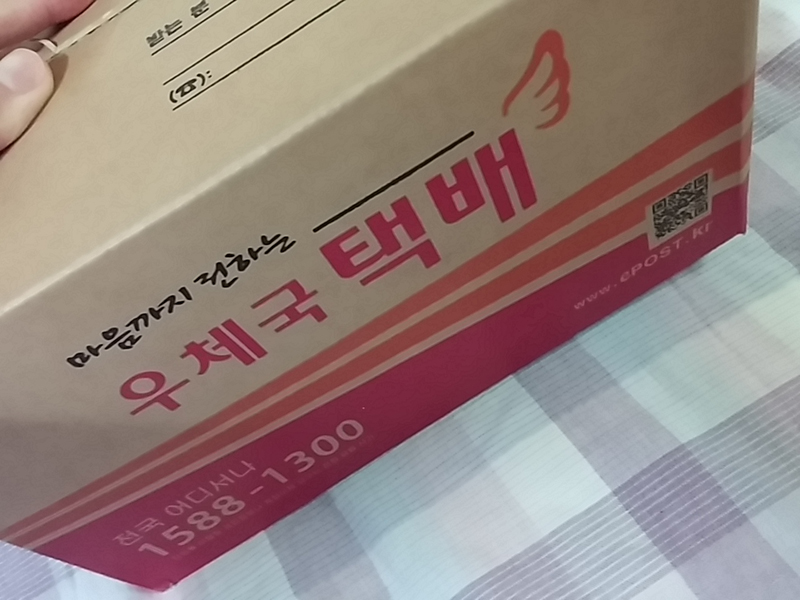 받는 분
(☎):
마음까지 전하는
우체국 택배
www.ePOST.kr
전국 어디서나
1588-1300